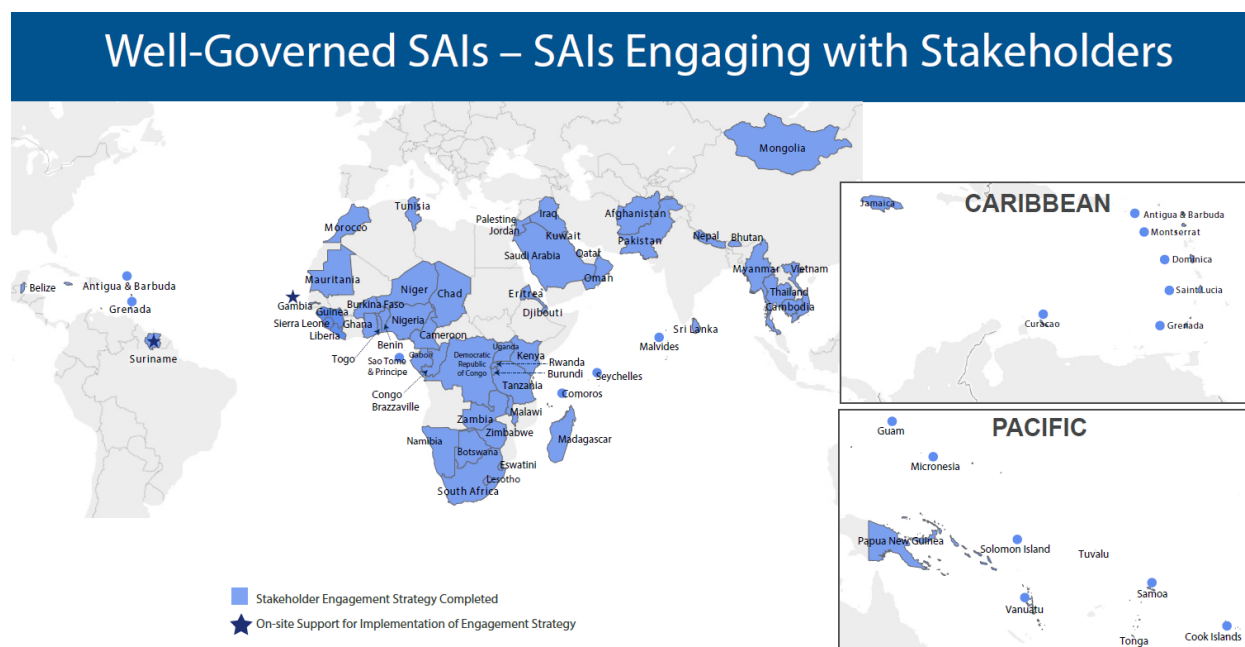 Well-Governed SAIs – SAIs Engaging with Stakeholders
Mongolia
Tunisia
Morocco
Palestine
Jordan
Iraq
Kuwait
Afghanistan
Pakistan
Nepal
Bhutan
Saudi Arabia
Qatar
Oman
Myanmar
Vietnam
Thailand
Cambodia
Mauritania
Niger
Chad
Eritrea
Djibouti
Belize
Antigua & Barbuda
Grenada
Suriname
Gambia
Guinea
Sierra Leone
Liberia
Burkina Faso
Ghana
Nigeria
Togo
Benin
Cameroon
Sao Tome
& Principe
Gabon
Congo
Brazzaville
Democratic
Republic
of Congo
Uganda
Kenya
Rwanda
Burundi
Tanzania
Sri Lanka
Malvides
Seychelles
Comoros
Malawi
Zambia
Zimbabwe
Madagascar
Namibia
Botswana
Eswatini
Lesotho
South Africa
CARIBBEAN
Jamaica
Antigua & Barbuda
Montserrat
Dominica
Saint Lucia
Curacao
Grenada
PACIFIC
Guam
Micronesia
Papua New Guinea
Solomon Island
Tuvalu
Samoa
Vanuatu
Tonga
Cook Islands
Stakeholder Engagement Strategy Completed
On-site Support for Implementation of Engagement Strategy